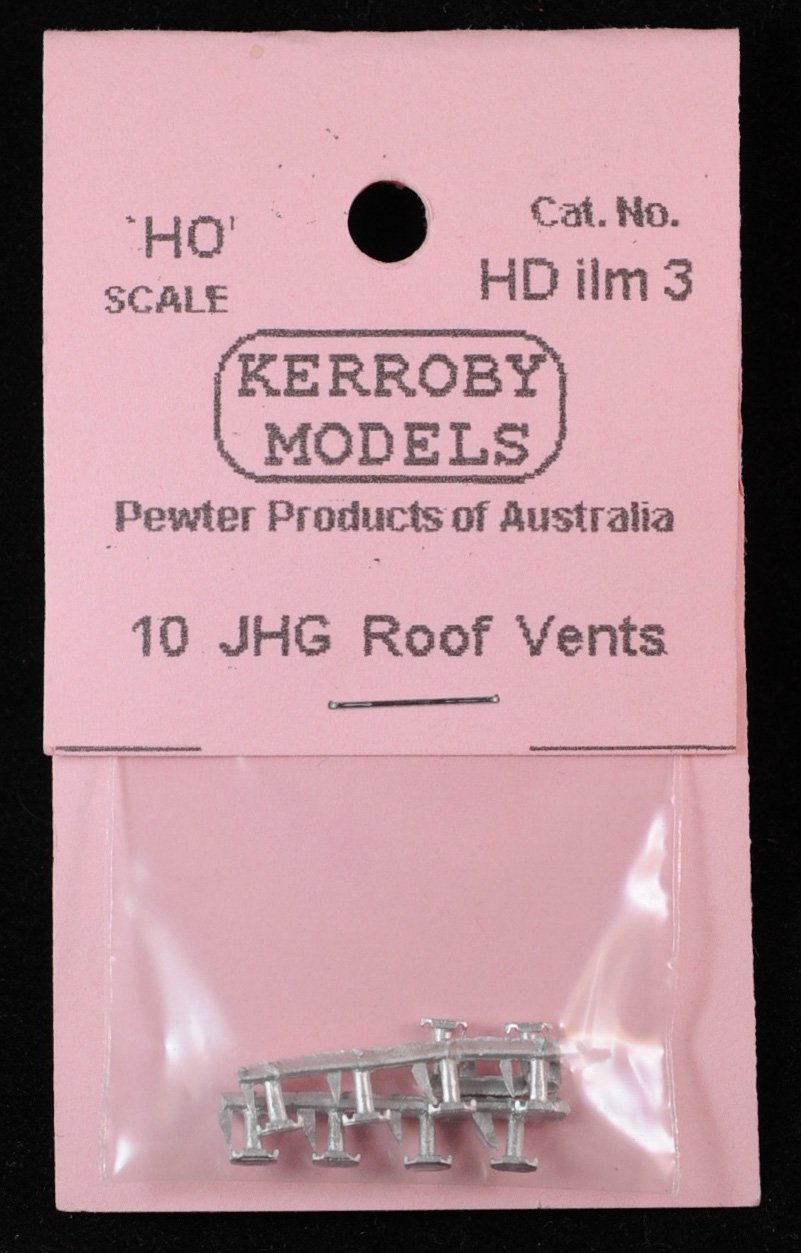 'HO'
SCALE
Cat. No.
HD ilm 3
KERROBY
MODELS
Pewter Products of Australia
10 JHG Roof Vents